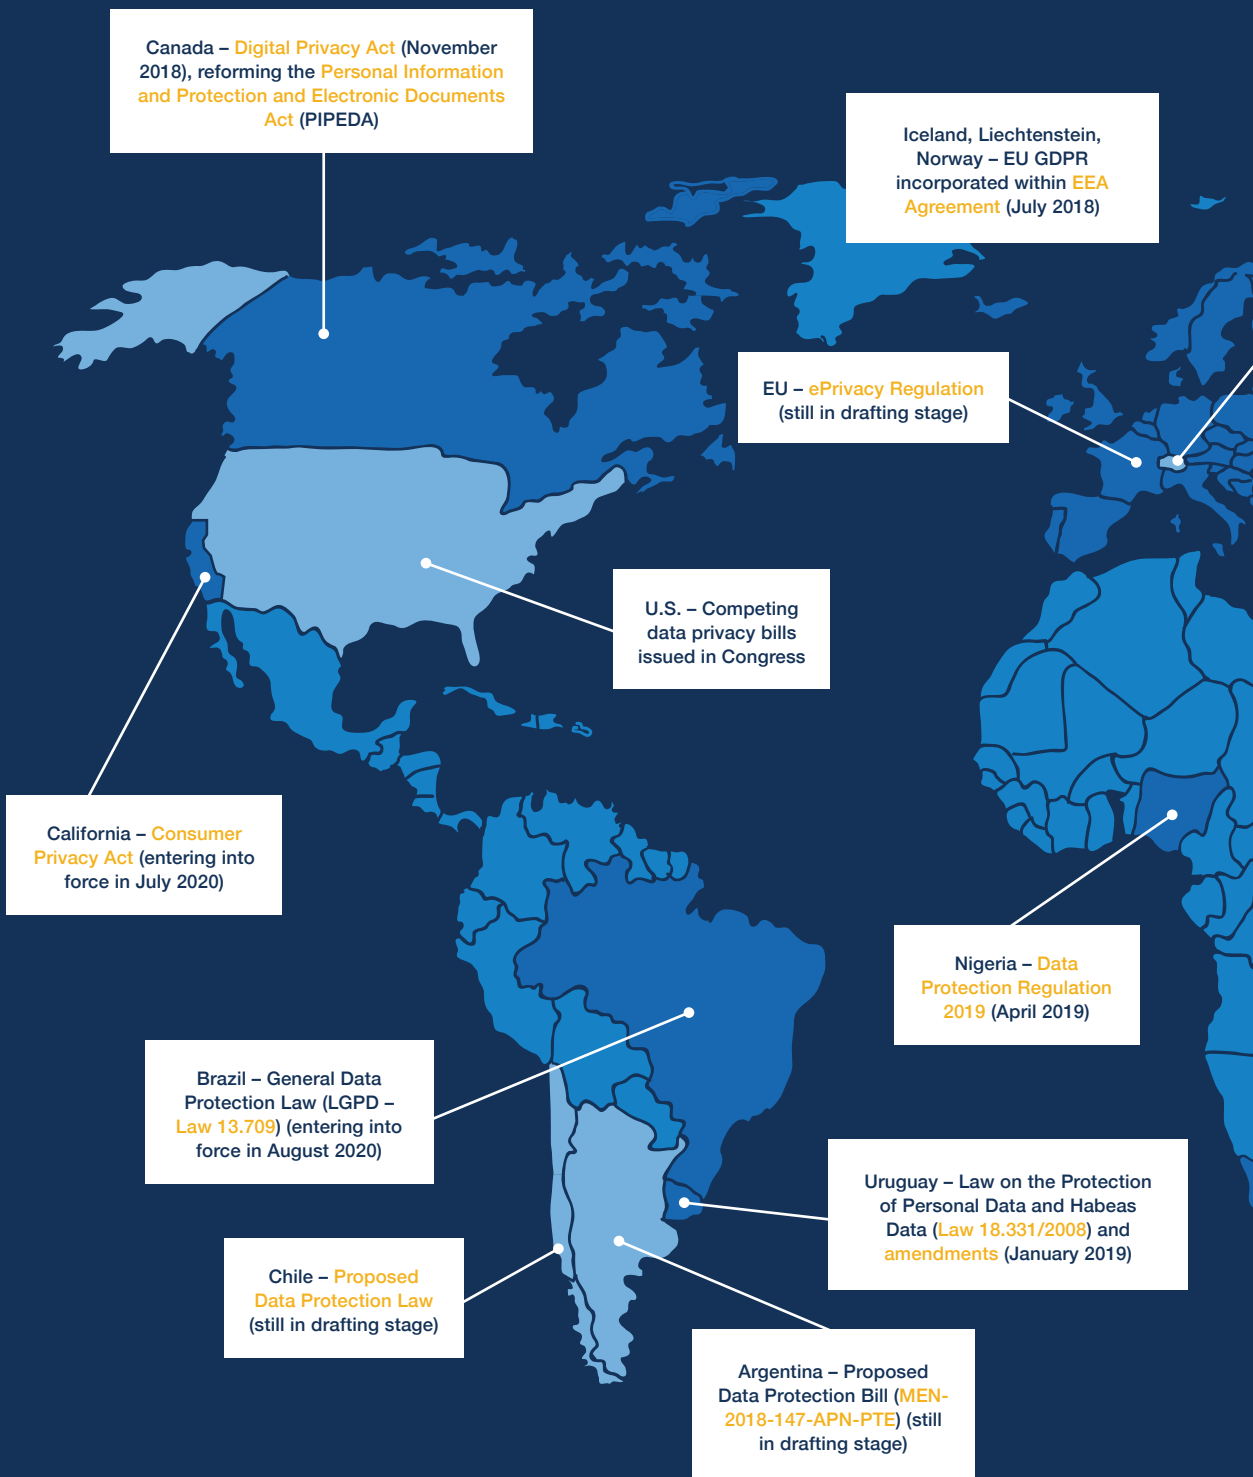 Canada – Digital Privacy Act (November
2018), reforming the Personal Information
and Protection and Electronic Documents
Act (PIPEDA)
Iceland, Liechtenstein,
Norway – EU GDPR
incorporated within EEA
Agreement (July 2018)
EU – ePrivacy Regulation
(still in drafting stage)
U.S. – Competing
data privacy bills
issued in Congress
California – Consumer
Privacy Act (entering into
force in July 2020)
Nigeria – Data
Protection Regulation
2019 (April 2019)
Brazil – General Data
Protection Law (LGPD –
Law 13.709) (entering into
force in August 2020)
Uruguay – Law on the Protection
of Personal Data and Habeas
Data (Law 18.331/2008) and
amendments (January 2019)
Chile – Proposed
Data Protection Law
(still in drafting stage)
Argentina – Proposed
Data Protection Bill (MEN-
2018-147-APN-PTE) (still
in drafting stage)